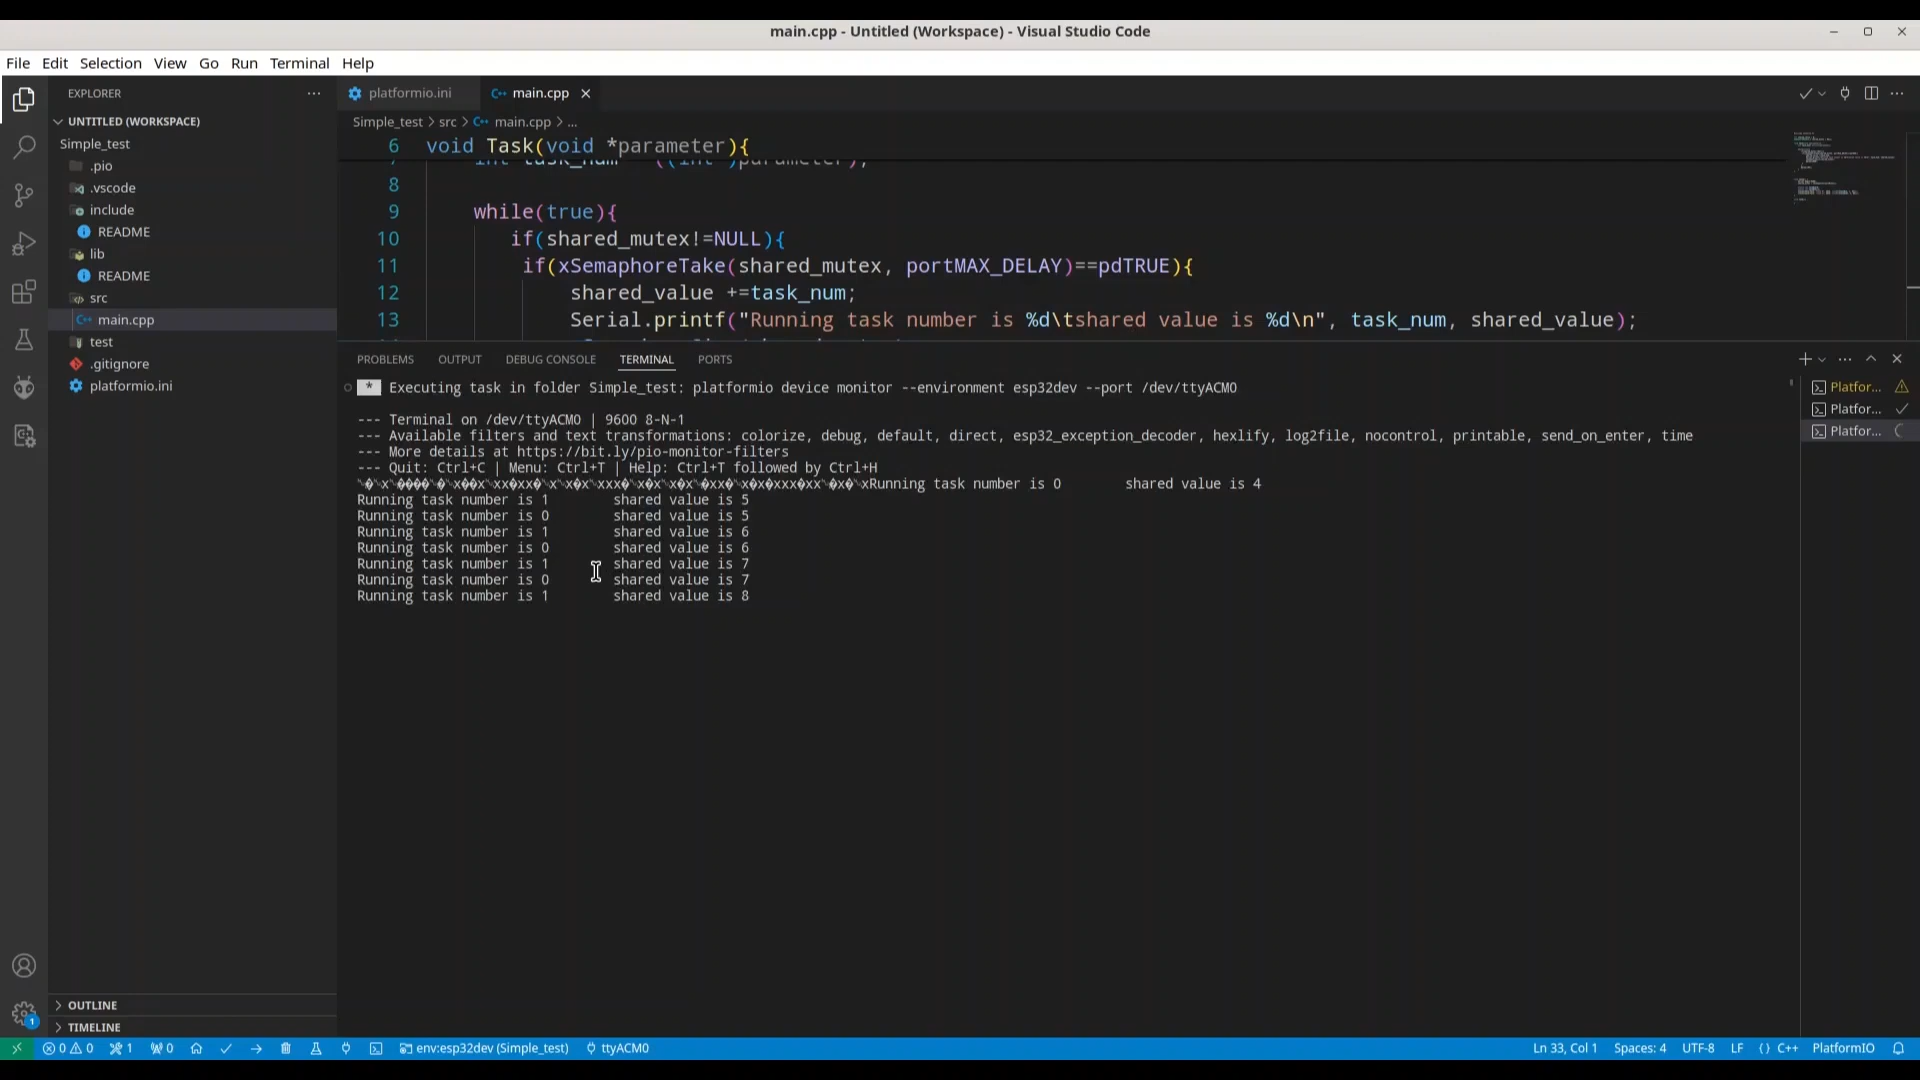 main.cpp - Untitled (Workspace) - Visual Studio Code
File Edit Selection View Go Run Terminal Help
EXPLORER
UNTITLED (WORKSPACE)
Simple_test
.pio
.vscode
include
README
lib
README
src
main.cpp
test
.gitignore
platformio.ini
OUTLINE
TIMELINE
platformio.ini
main.cpp
Simple_test > src > main.cpp > ...
6 void Task(void *parameter){
8
9 while(true){
10 if(shared_mutex!=NULL){
11 if(xSemaphoreTake(shared_mutex, portMAX_DELAY)==pdTRUE){
12 shared_value +=task_num;
13 Serial.printf("Running task number is %d\tshared value is %d\n", task_num, shared_value);
PROBLEMS OUTPUT DEBUG CONSOLE TERMINAL PORTS
* Executing task in folder Simple_test: platformio device monitor --environment esp32dev --port /dev/ttyACM0
--- Terminal on /dev/ttyACM0 | 9600 8-N-1
--- Available filters and text transformations: colorize, debug, default, direct, esp32_exception_decoder, hexlify, log2file, nocontrol, printable, send_on_enter, time
--- More details at https://bit.ly/pio-monitor-filters
--- Quit: Ctrl+C | Menu: Ctrl+T | Help: Ctrl+T followed by Ctrl+H
Running task number is 0 shared value is 4
Running task number is 1 shared value is 5
Running task number is 0 shared value is 5
Running task number is 1 shared value is 6
Running task number is 0 shared value is 6
Running task number is 1 shared value is 7
Running task number is 0 shared value is 7
Running task number is 1 shared value is 8
Platfor...
Platfor...
Platfor...
1
0 0 1 0 env:esp32dev (Simple_test) ttyACM0 Ln 33, Col 1 Spaces: 4 UTF-8 LF {} C++ PlatformIO